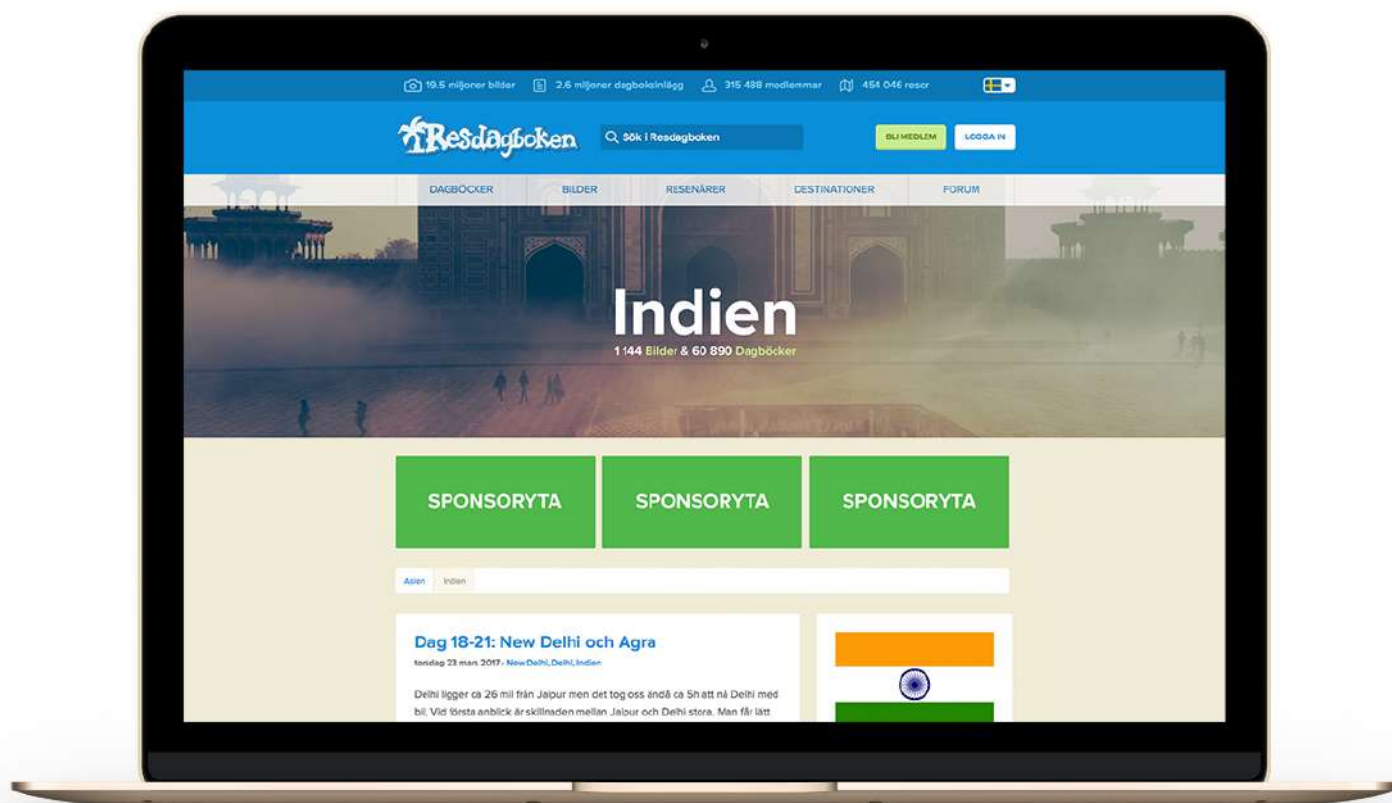 19.5 miljoner bilder 2.6 miljoner dagboksinlägg 315 488 medlemmar 454 046 resor
Resdagboken Sök i Resdagboken BLI MEDLEM LOGGA IN
DAGBÖCKER BILDER RESENÄRER DESTINATIONER FORUM
Indien
1 144 Bilder & 60 890 Dagböcker
SPONSORYTA SPONSORYTA SPONSORYTA
Asien Indien
Dag 18-21: New Delhi och Agra
torsdag 23 mars 2017 - New Delhi, Delhi, Indien
Delhi ligger ca 26 mil från Jaipur men det tog oss ändå ca 5h att nå Delhi med
bil. Vid första anblick är skillnaden mellan Jaipur och Delhi stora. Man får lätt